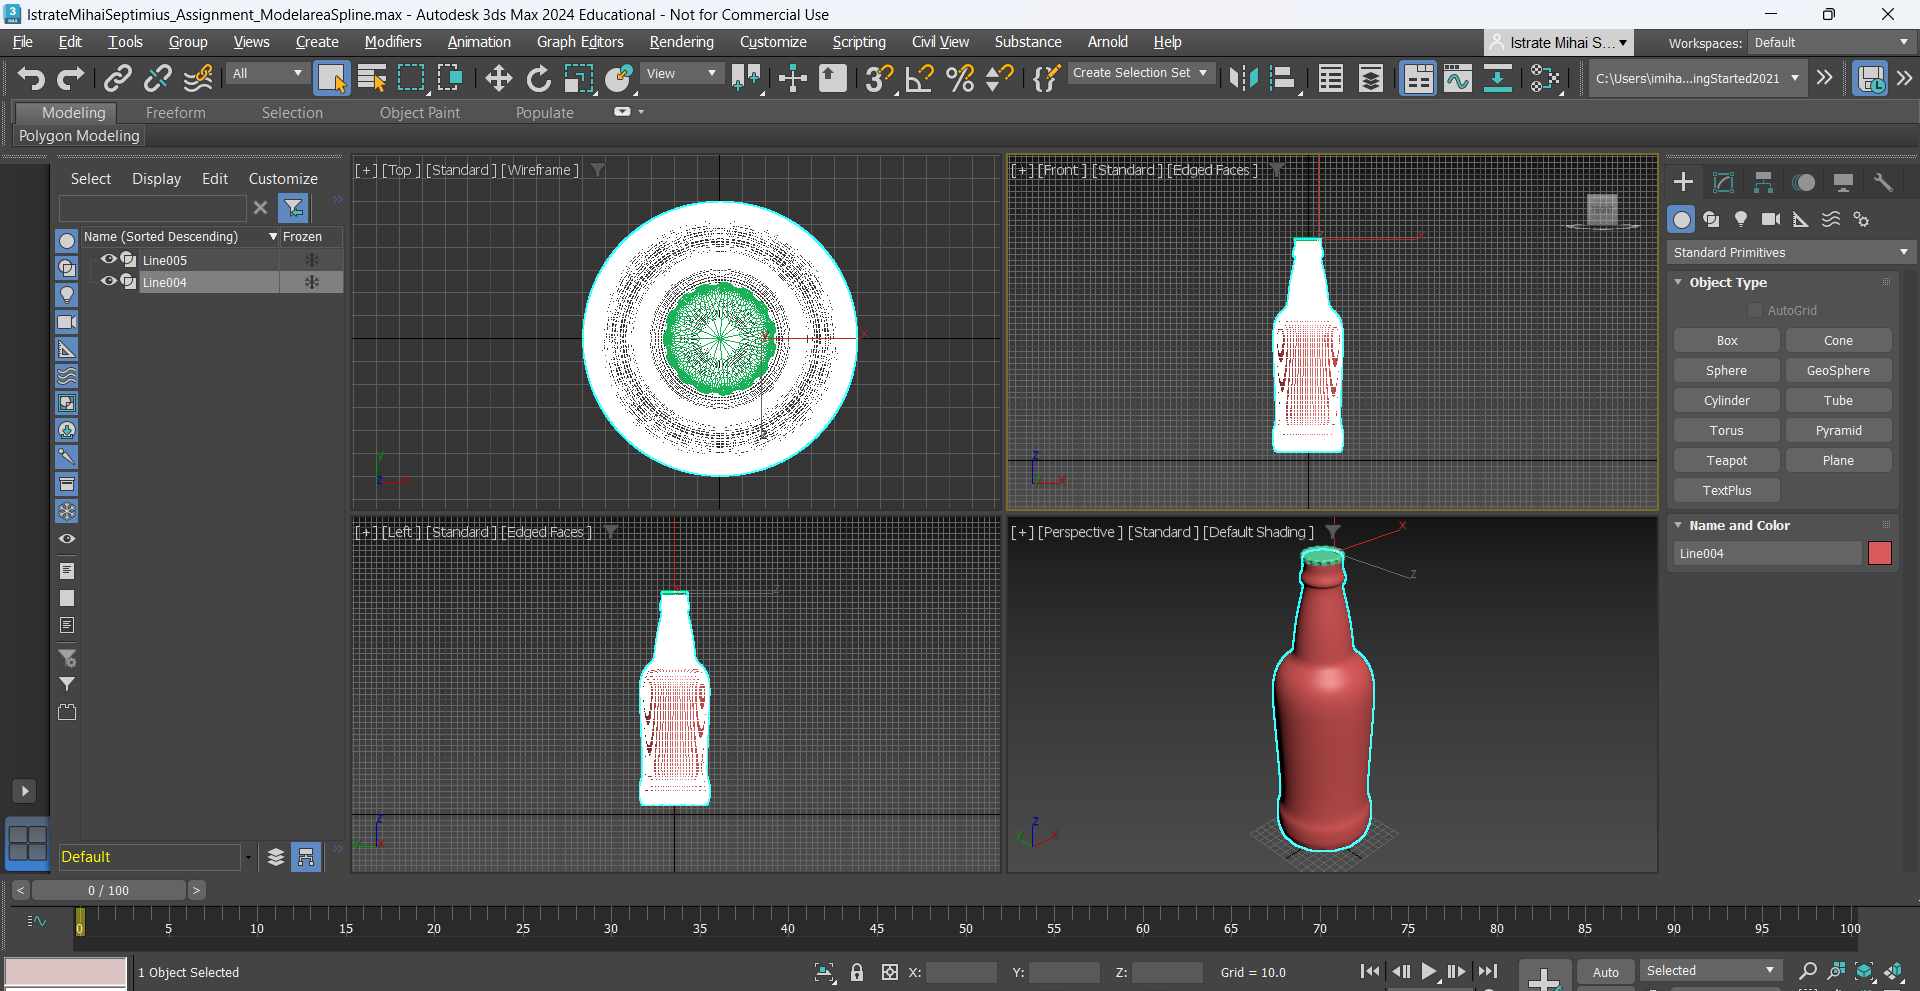 IstrateMihaiSeptimius_Assignment_ModelareaSpline.max - Autodesk 3ds Max 2024 Educational - Not for Commercial Use
File Edit Tools Group Views Create Modifiers Animation Graph Editors Rendering Customize Scripting Civil View Substance Arnold Help Istrate Mihai S... Workspaces: Default
All View Create Selection Set C:\Users\imiha...ingStarted2021
Modeling Freeform Selection Object Paint Populate
Polygon Modeling
Select Display Edit Customize
Name (Sorted Descending) Frozen
Line005
Line004
Default
[+] [Top ] [Standard ] [Wireframe ]
[+] [Front ] [Standard ] [Edged Faces ]
[+] [Left ] [Standard ] [Edged Faces ]
[+] [Perspective ] [Standard ] [Default Shading ]
Standard Primitives
Object Type
AutoGrid
Box Cone
Sphere GeoSphere
Cylinder Tube
Torus Pyramid
Teapot Plane
TextPlus
Name and Color
Line004
< 0 / 100 >
0 5 10 15 20 25 30 35 40 45 50 55 60 65 70 75 80 85 90 95 100
1 Object Selected X: Y: Z: Grid = 10.0 Auto Selected